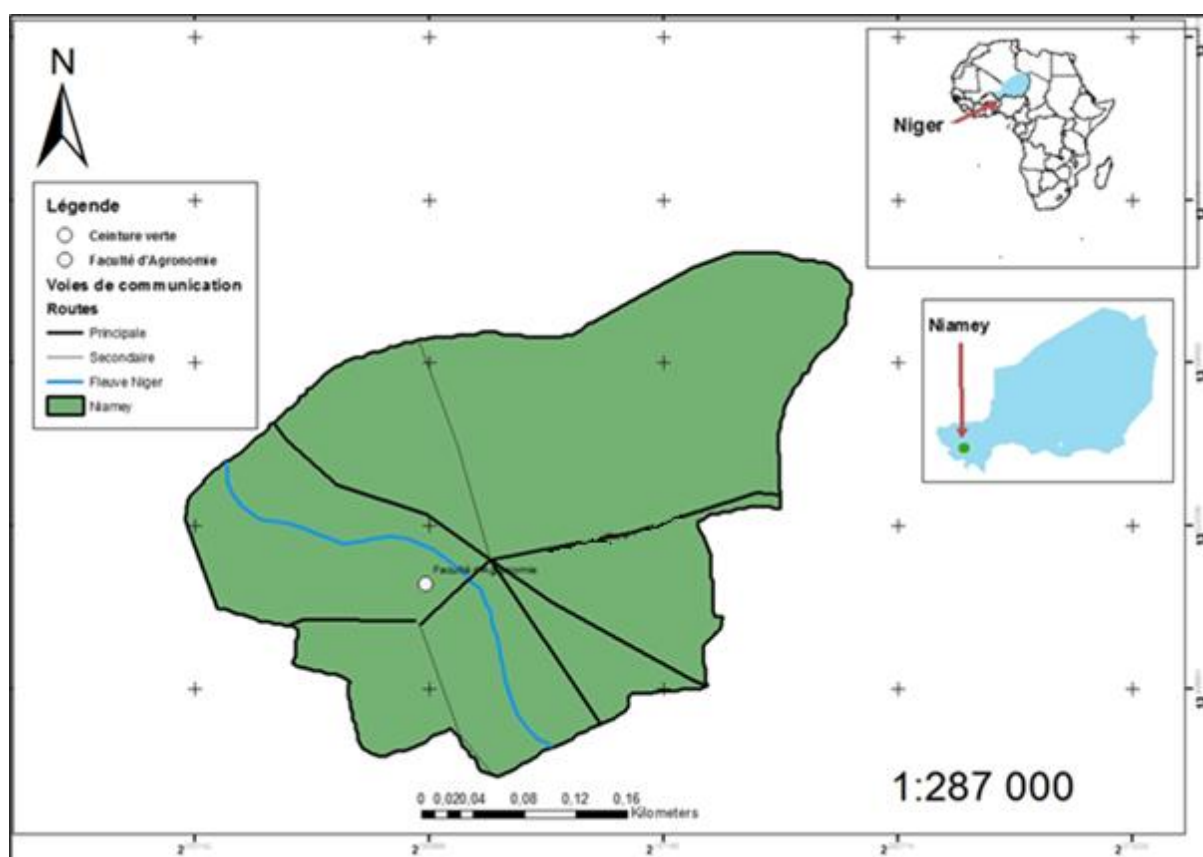 N
Niger
Légende
Ceinture verte
Faculté d'Agronomie
Voies de communication
Routes
Principale
Secondaire
Fleuve Niger
Niamey
Niamey
Faculté d'Agronomie
1:287 000
0 0,020,04 0,08 0,12 0,16
Kilometers